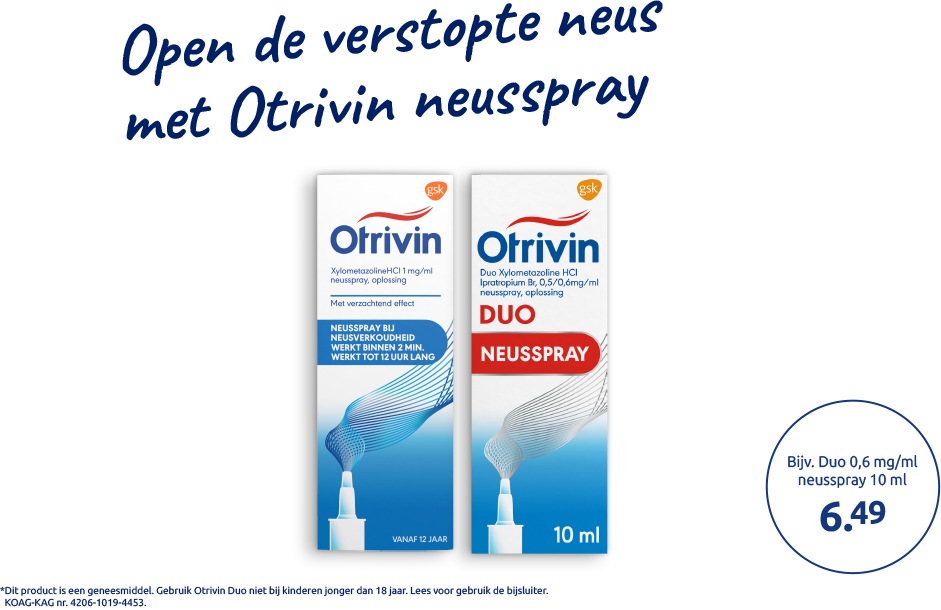 Open de verstopte neus
met Otrivin neusspray
gsk
Otrivin
XylometazolineHCl 1 mg/ml
neusspray, oplossing
Met verzachtend effect
NEUSSPRAY BIJ
NEUSVERKOUDHEID
WERKT BINNEN 2 MIN.
WERKT TOT 12 UUR LANG
VANAF 12 JAAR
gsk
Otrivin
Duo Xylometazoline HCl
Ipratropium Br, 0,5/0,6mg/ml
neusspray, oplossing
DUO
NEUSSPRAY
10 ml
Bijv. Duo 0,6 mg/ml
neusspray 10 ml
6.49
*Dit product is een geneesmiddel. Gebruik Otrivin Duo niet bij kinderen jonger dan 18 jaar. Lees voor gebruik de bijsluiter.
KOAG-KAG nr. 4206-1019-4453.